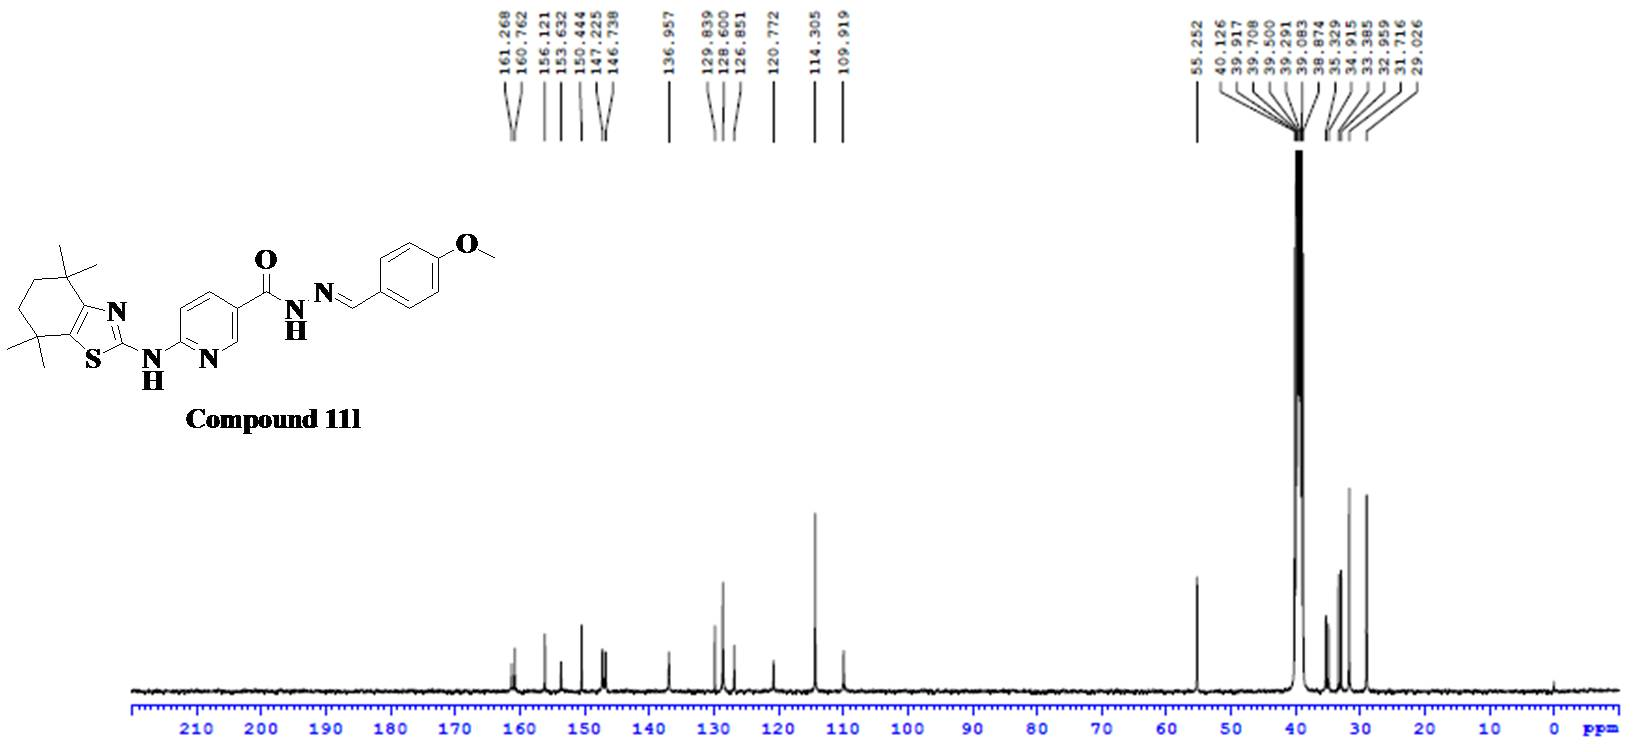 161.268
160.762
156.121
153.632
150.444
147.225
146.738
136.957
129.839
128.600
126.851
120.772
114.305
109.919
55.252
40.126
39.917
39.708
39.500
39.291
39.083
38.874
35.329
34.915
33.385
32.959
31.716
29.026
O
O
N
N
H
N
S
N
H
N
Compound 11l
210 200 190 180 170 160 150 140 130 120 110 100 90 80 70 60 50 40 30 20 10 0 ppm